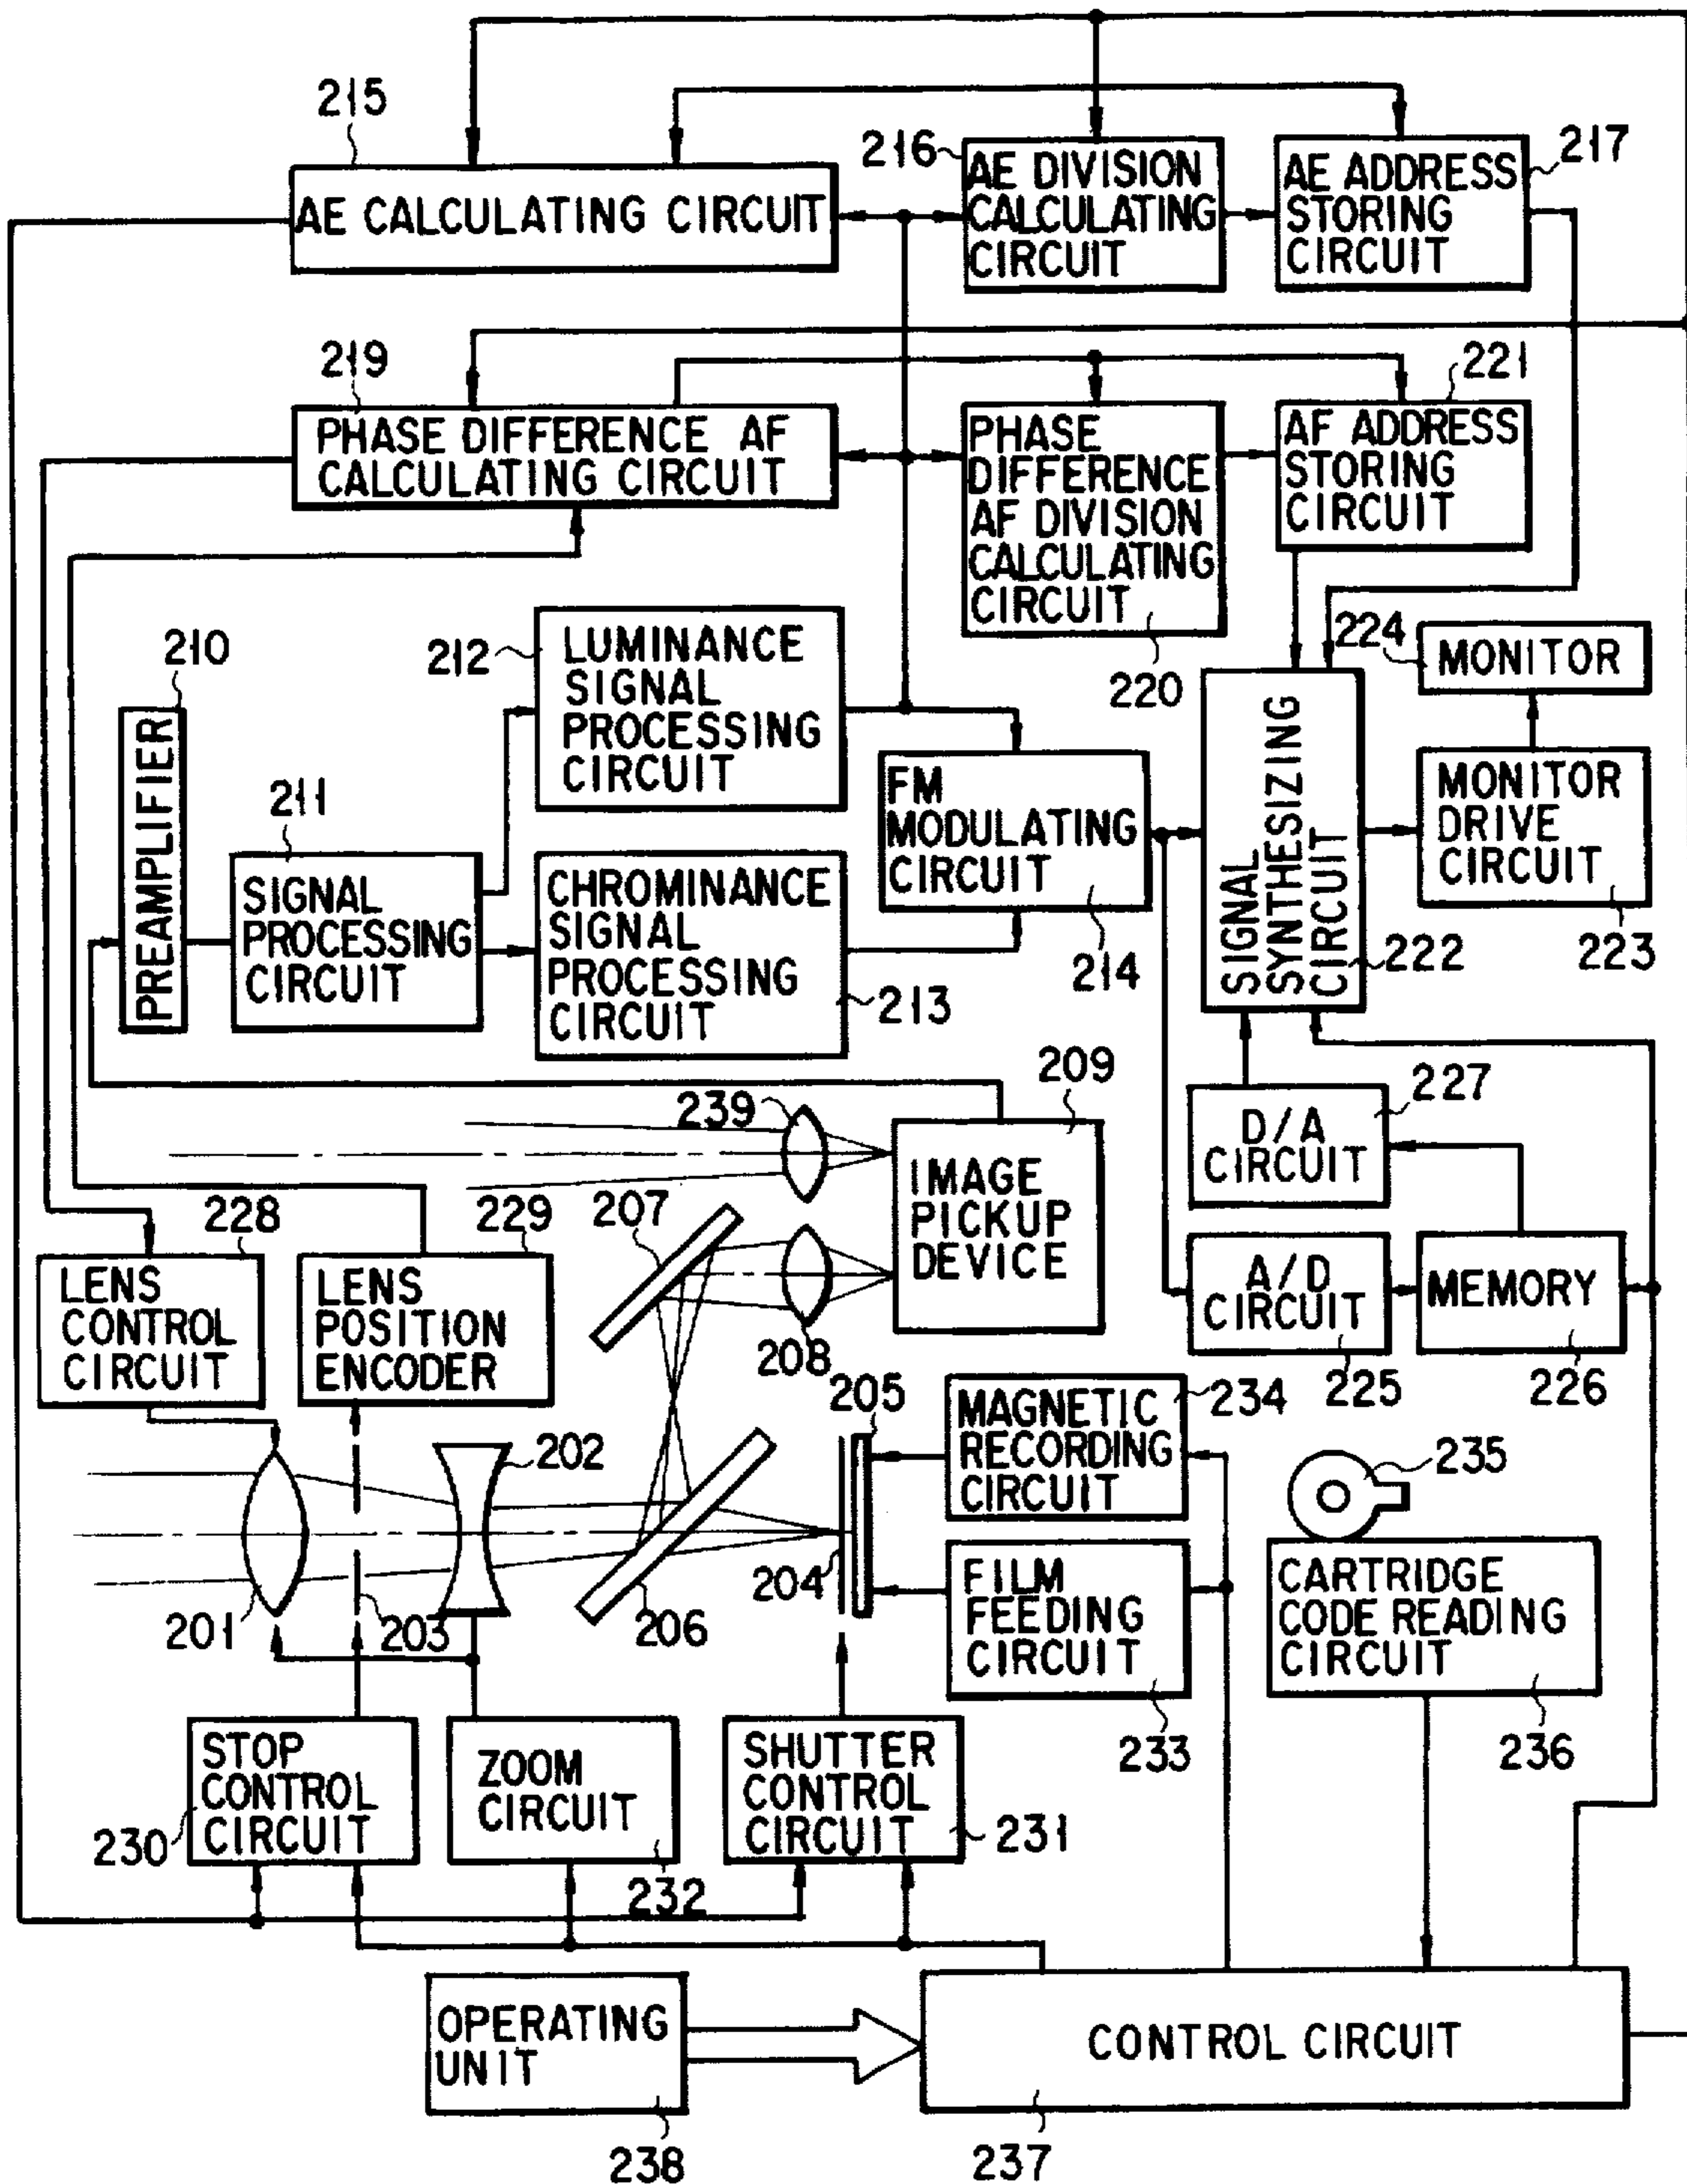 215
AE CALCULATING CIRCUIT
216
AE DIVISION
CALCULATING
CIRCUIT
AE ADDRESS
STORING
CIRCUIT
217
219
PHASE DIFFERENCE AF
CALCULATING CIRCUIT
PHASE
DIFFERENCE
AF DIVISION
CALCULATING
CIRCUIT
220
221
AF ADDRESS
STORING
CIRCUIT
210
PREAMPLIFIER
211
SIGNAL
PROCESSING
CIRCUIT
212
LUMINANCE
SIGNAL
PROCESSING
CIRCUIT
CHROMINANCE
SIGNAL
PROCESSING
CIRCUIT
213
FM
MODULATING
CIRCUIT
214
SIGNAL
SYNTHESIZING
CIRCUIT
222
224
MONITOR
MONITOR
DRIVE
CIRCUIT
223
239
209
IMAGE
PICKUP
DEVICE
227
D/A
CIRCUIT
A/D
CIRCUIT
225
MEMORY
226
228
LENS
CONTROL
CIRCUIT
229
LENS
POSITION
ENCODER
207
208
205
MAGNETIC
RECORDING
CIRCUIT
234
235
202
201
203
206
204
FILM
FEEDING
CIRCUIT
233
CARTRIDGE
CODE READING
CIRCUIT
236
STOP
CONTROL
CIRCUIT
230
ZOOM
CIRCUIT
232
SHUTTER
CONTROL
CIRCUIT
231
OPERATING
UNIT
238
CONTROL CIRCUIT
237